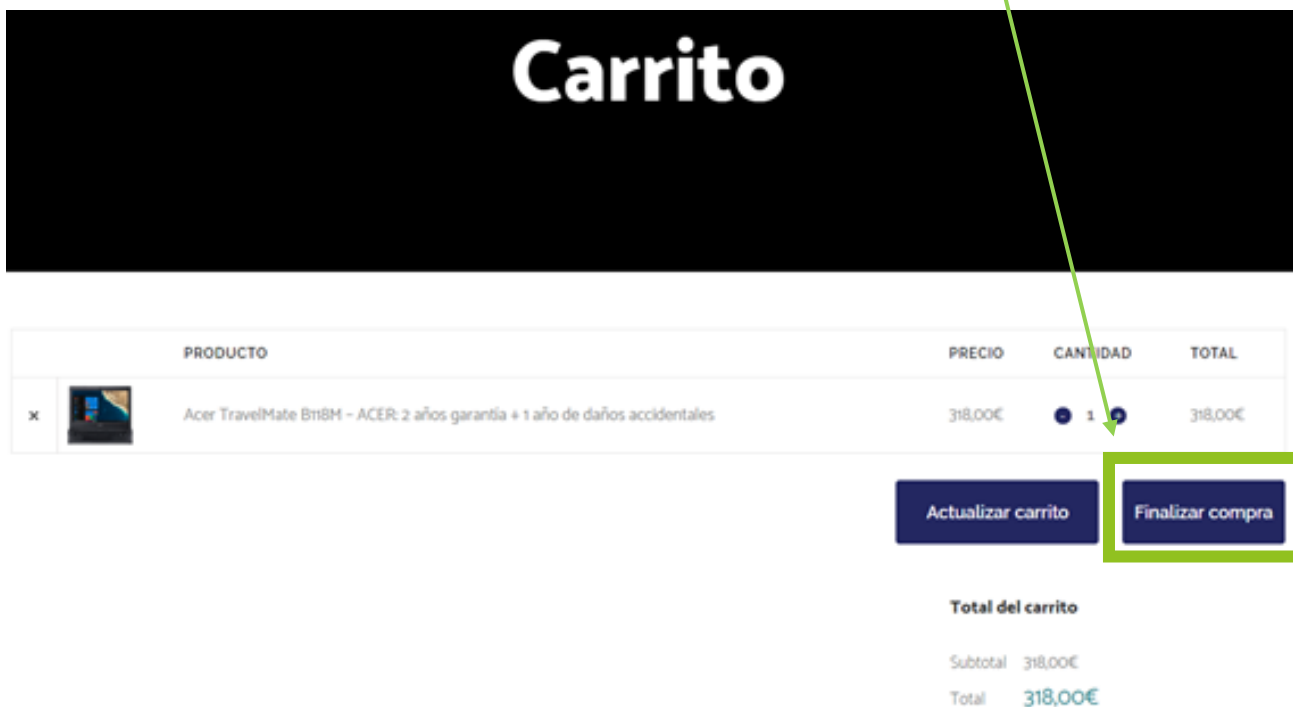 Carrito
PRODUCTO PRECIO CANTIDAD TOTAL
× Acer TravelMate B118M – ACER: 2 años garantía + 1 año de daños accidentales 318,00€ - 1 + 318,00€
Actualizar carrito Finalizar compra
Total del carrito
Subtotal 318,00€
Total 318,00€